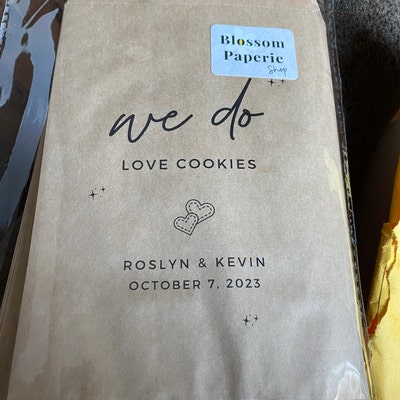 Blossom
Paperie
Shop
we do
LOVE COOKIES
ROSLYN & KEVIN
OCTOBER 7, 2023